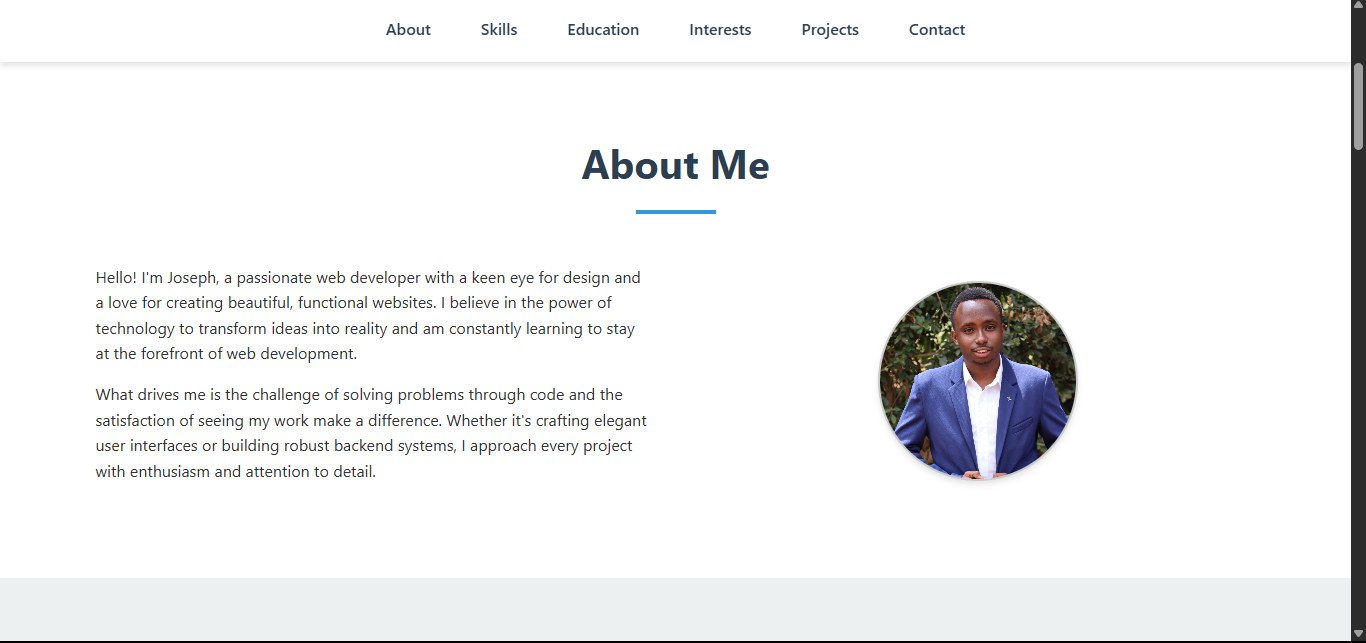 About Skills Education Interests Projects Contact
About Me
Hello! I'm Joseph, a passionate web developer with a keen eye for design and
a love for creating beautiful, functional websites. I believe in the power of
technology to transform ideas into reality and am constantly learning to stay
at the forefront of web development.
What drives me is the challenge of solving problems through code and the
satisfaction of seeing my work make a difference. Whether it's crafting elegant
user interfaces or building robust backend systems, I approach every project
with enthusiasm and attention to detail.